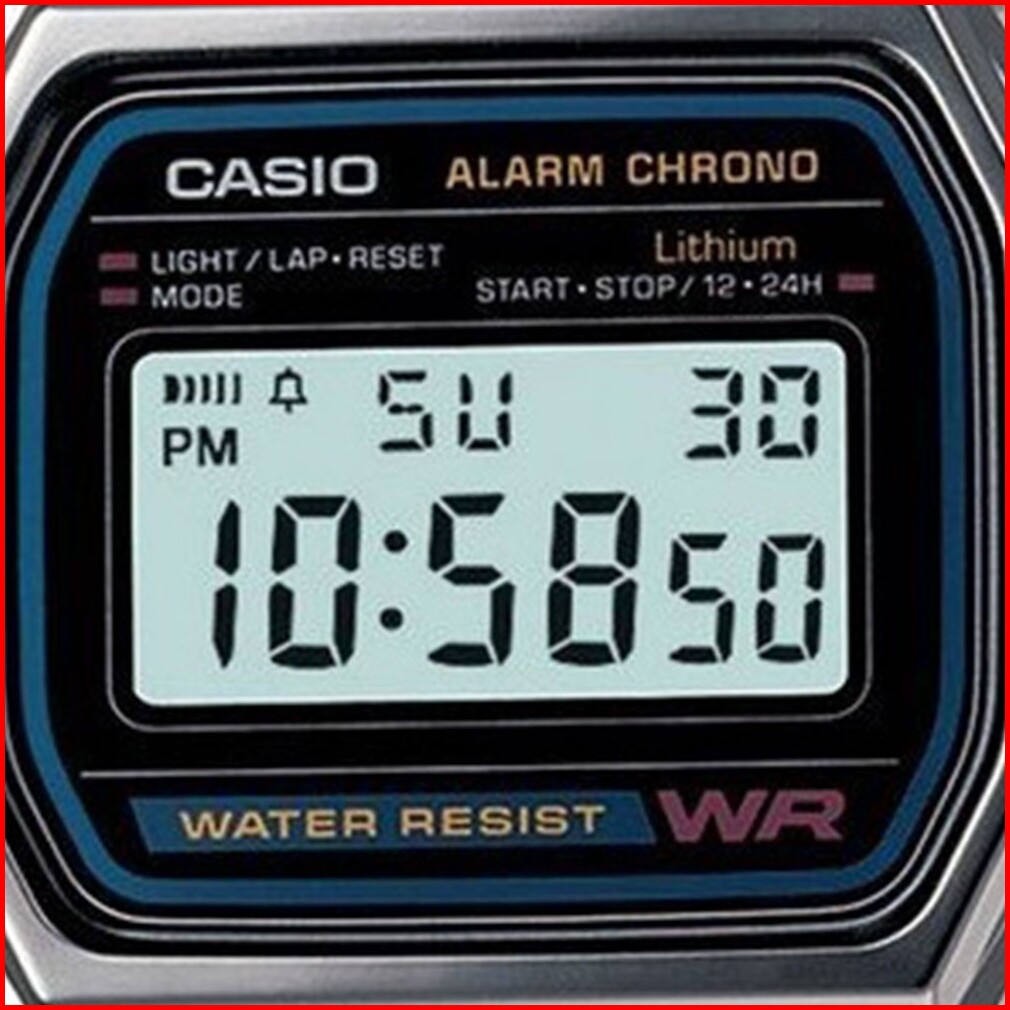 CASIO ALARM CHRONO
Lithium
LIGHT/LAP•RESET
START•STOP/12•24H
MODE
SU 30
PM
10:58 50
WATER RESIST WR